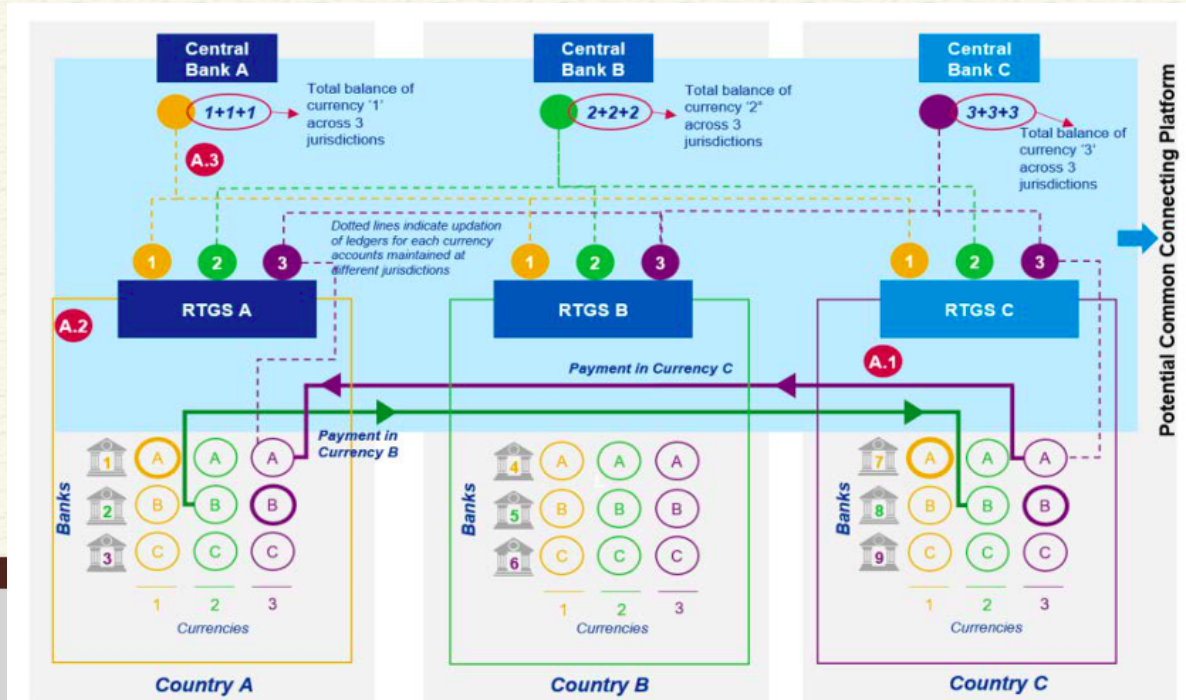 Central
Bank A
Central
Bank B
Central
Bank C
1+1+1
Total balance of
currency '1'
across 3
jurisdictions
2+2+2
Total balance of
currency '2"
across 3
jurisdictions
3+3+3
Total balance of
currency '3'
across 3
jurisdictions
A.3
Dotted lines indicate updation
of ledgers for each currency
accounts maintained at
different jurisdictions
1 2 3
1 2 3
1 2 3
RTGS A
RTGS B
RTGS C
A.2
A.1
Payment in Currency C
Payment in
Currency B
Potential Common Connecting Platform
Banks
1 A A A
2 B B B
3 C C C
1 2 3
Currencies
Country A
Banks
4 A A A
5 B B B
6 C C C
1 2 3
Currencies
Country B
Banks
7 A A A
8 B B B
9 C C C
1 2 3
Currencies
Country C